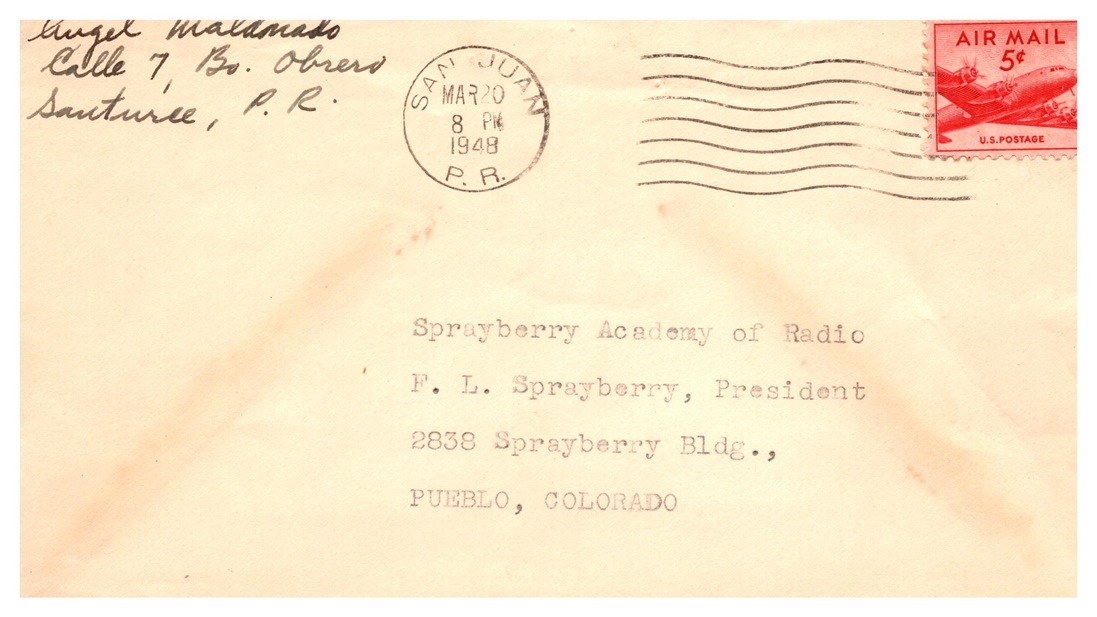 Angel Maldonado
Calle 7, Bo. Obrero
Santurce, P. R.
SAN JUAN
MAR 20
8 PM
1948
P. R.
AIR MAIL
5¢
U.S. POSTAGE
Sprayberry Academy of Radio
F. L. Sprayberry, President
2838 Sprayberry Bldg.,
PUEBLO, COLORADO